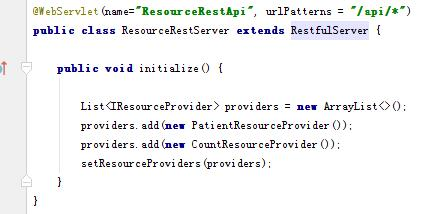 @WebServlet(name="ResourceRestApi", urlPatterns = "/api/*")
public class ResourceRestServer extends RestfulServer {
public void initialize() {
List<IResourceProvider> providers = new ArrayList<>();
providers.add(new PatientResourceProvider());
providers.add(new CountResourceProvider());
setResourceProviders(providers);
}
}